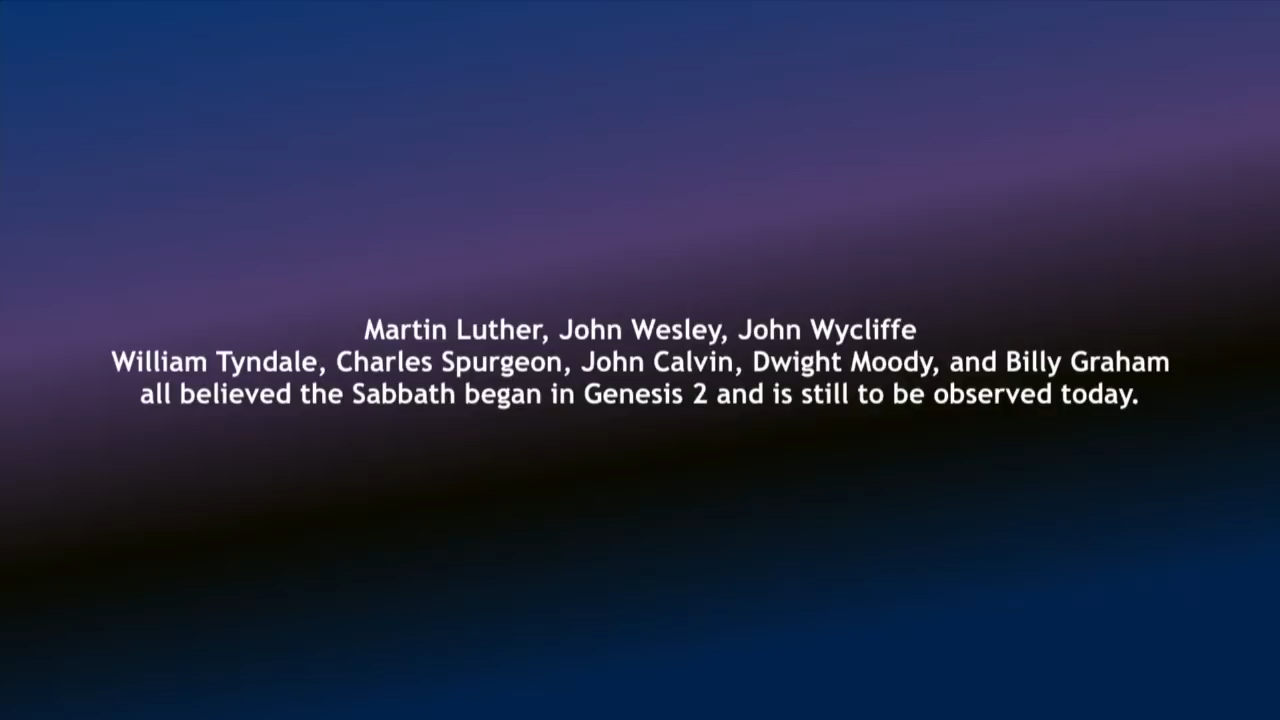 Martin Luther, John Wesley, John Wycliffe
William Tyndale, Charles Spurgeon, John Calvin, Dwight Moody, and Billy Graham
all believed the Sabbath began in Genesis 2 and is still to be observed today.